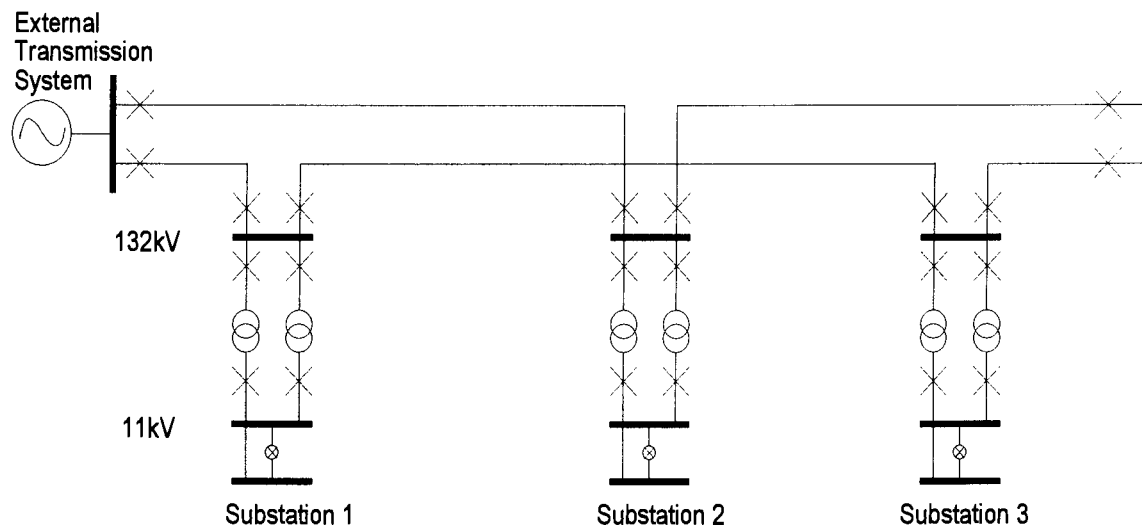 External
Transmission
System
132kV
11kV
Substation 1
Substation 2
Substation 3